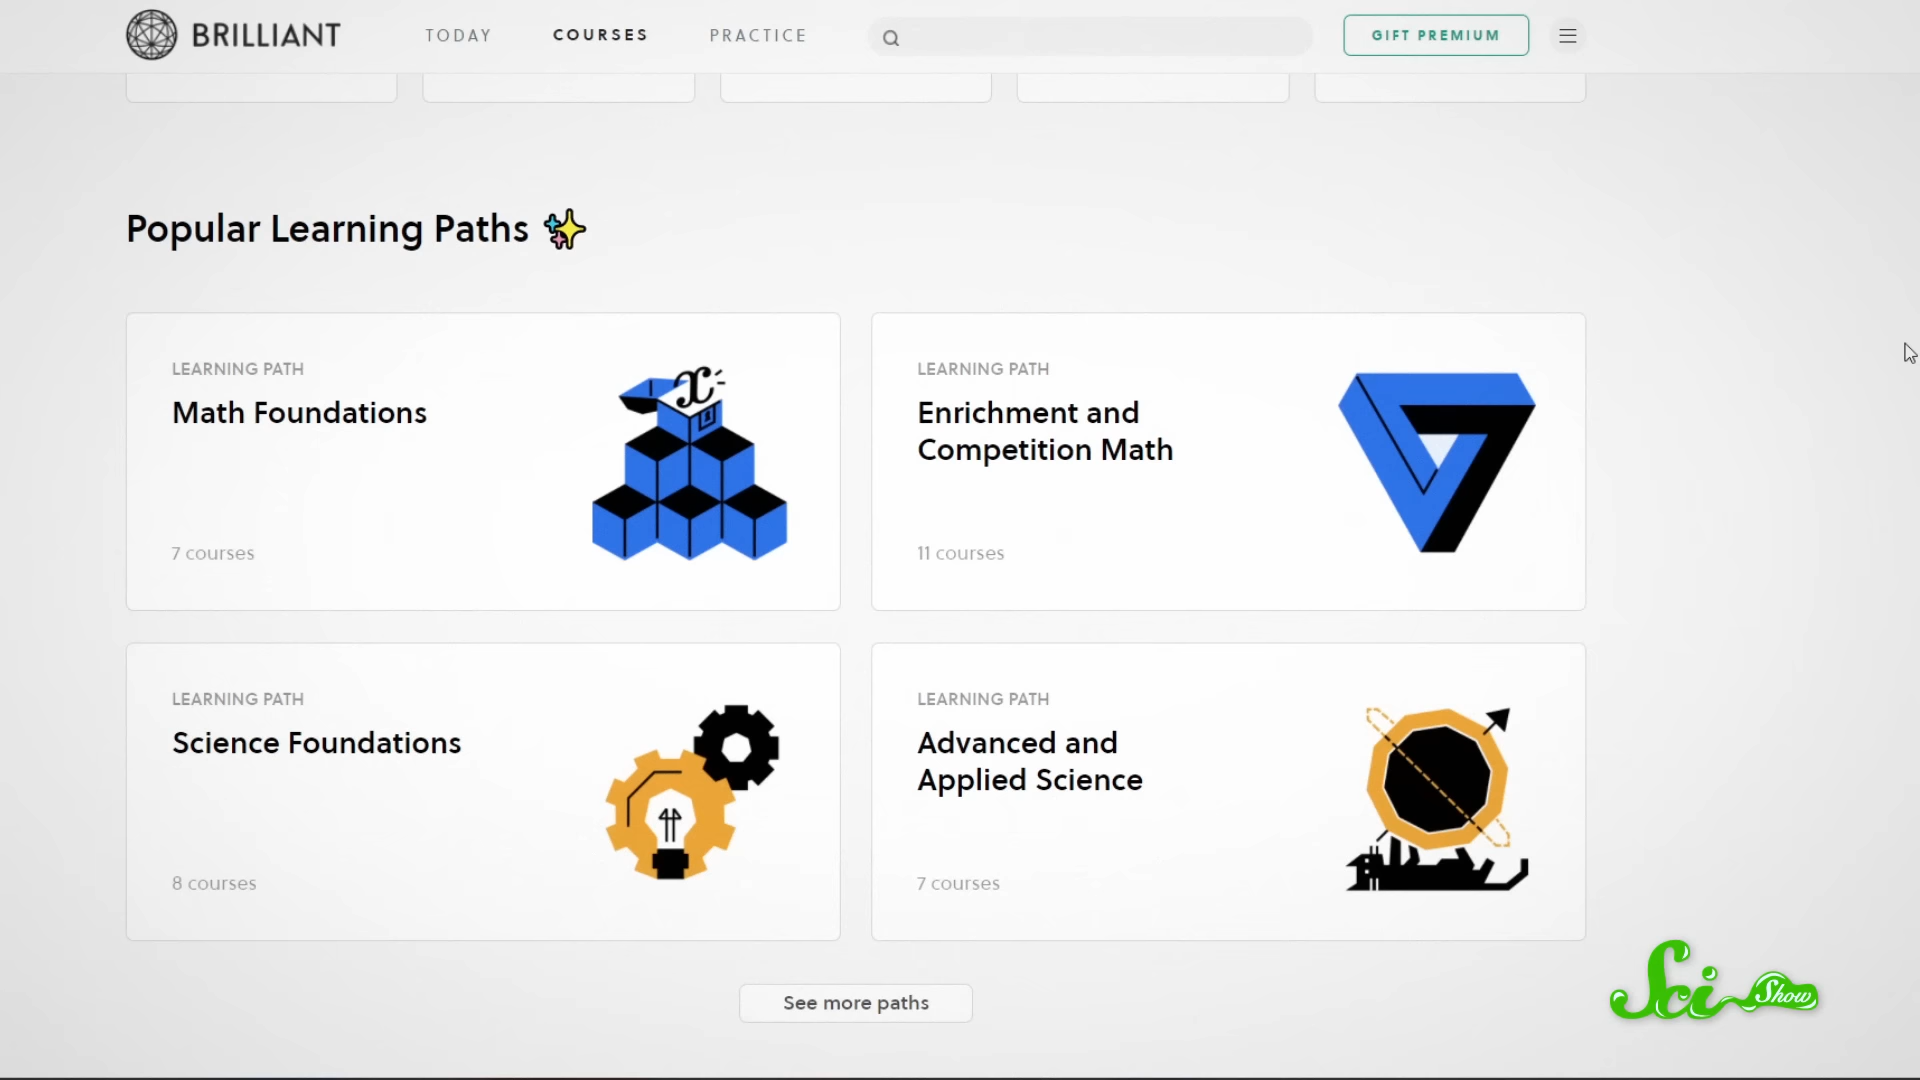 BRILLIANT
TODAY
COURSES
PRACTICE
GIFT PREMIUM
Popular Learning Paths
LEARNING PATH
Math Foundations
7 courses
LEARNING PATH
Enrichment and
Competition Math
11 courses
LEARNING PATH
Science Foundations
8 courses
LEARNING PATH
Advanced and
Applied Science
7 courses
See more paths
Sci Show